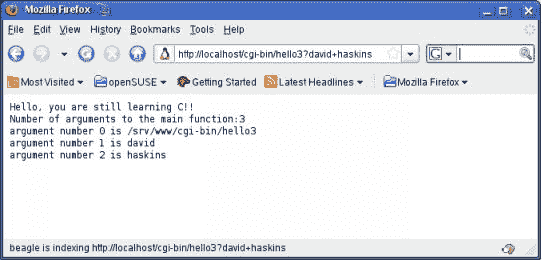 Mozilla Firefox
File Edit View History Bookmarks Tools Help
http://localhost/cgi-bin/hello3?david+haskins
G
Most Visited openSUSE Getting Started Latest Headlines Mozilla Firefox
Hello, you are still learning C!!
Number of arguments to the main function:3
argument number 0 is /srv/www/cgi-bin/hello3
argument number 1 is david
argument number 2 is haskins
beagle is indexing http://localhost/cgi-bin/hello3?david+haskins